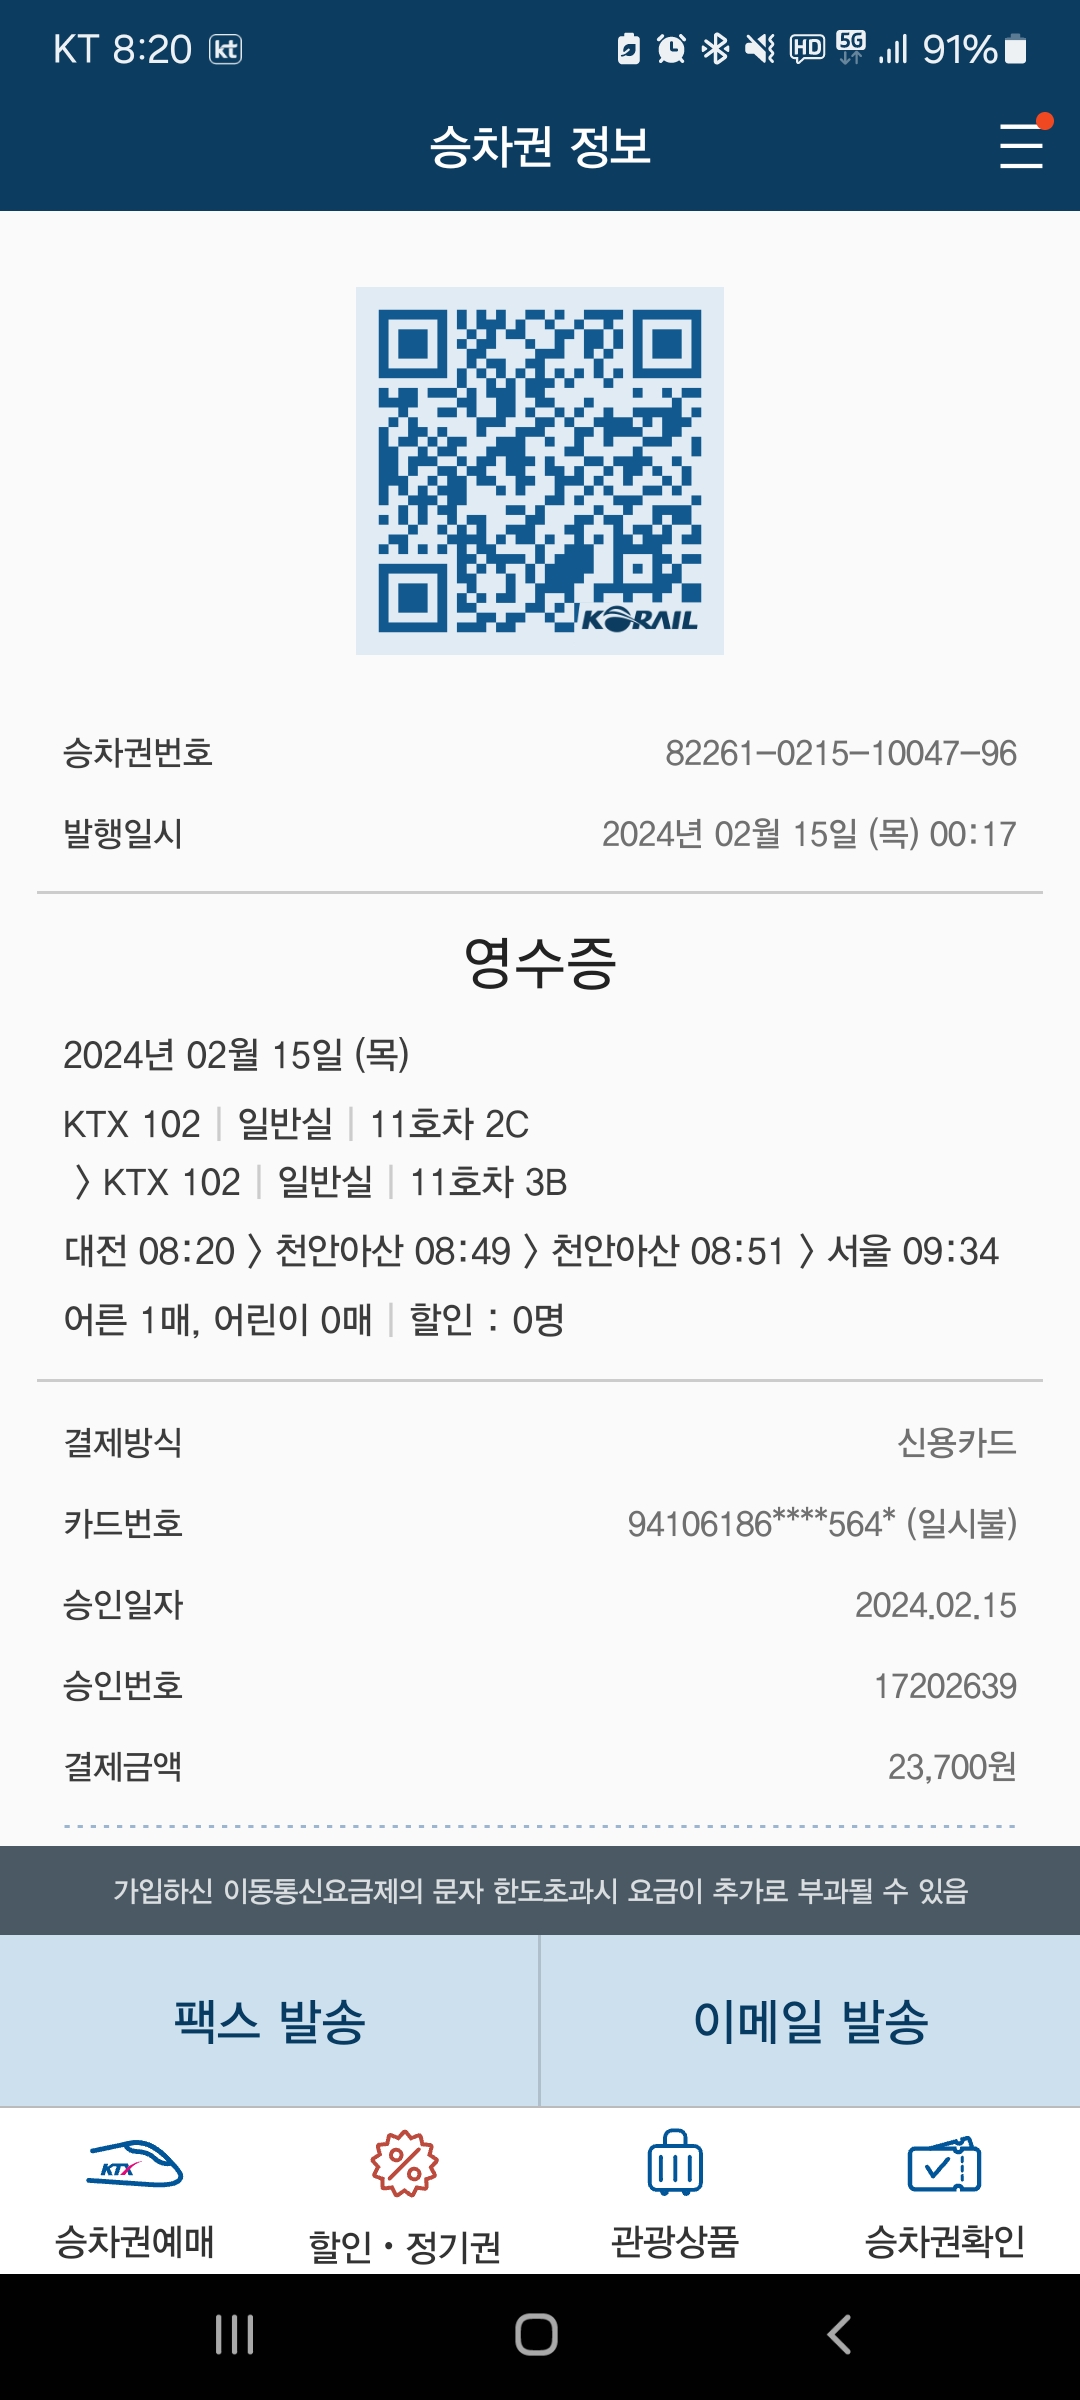 KT 8:20 kt HD 5G 91%
승차권 정보
KORAIL
승차권번호 82261-0215-10047-96
발행일시 2024년 02월 15일 (목) 00:17
영수증
2024년 02월 15일 (목)
KTX 102 | 일반실 | 11호차 2C
〉KTX 102 | 일반실 | 11호차 3B
대전 08:20 〉천안아산 08:49 〉천안아산 08:51 〉서울 09:34
어른 1매, 어린이 0매 | 할인 : 0명
결제방식 신용카드
카드번호 94106186****564* (일시불)
승인일자 2024.02.15
승인번호 17202639
결제금액 23,700원
가입하신 이동통신요금제의 문자 한도초과시 요금이 추가로 부과될 수 있음
팩스 발송 이메일 발송
KTX
승차권예매 할인·정기권 관광상품 승차권확인